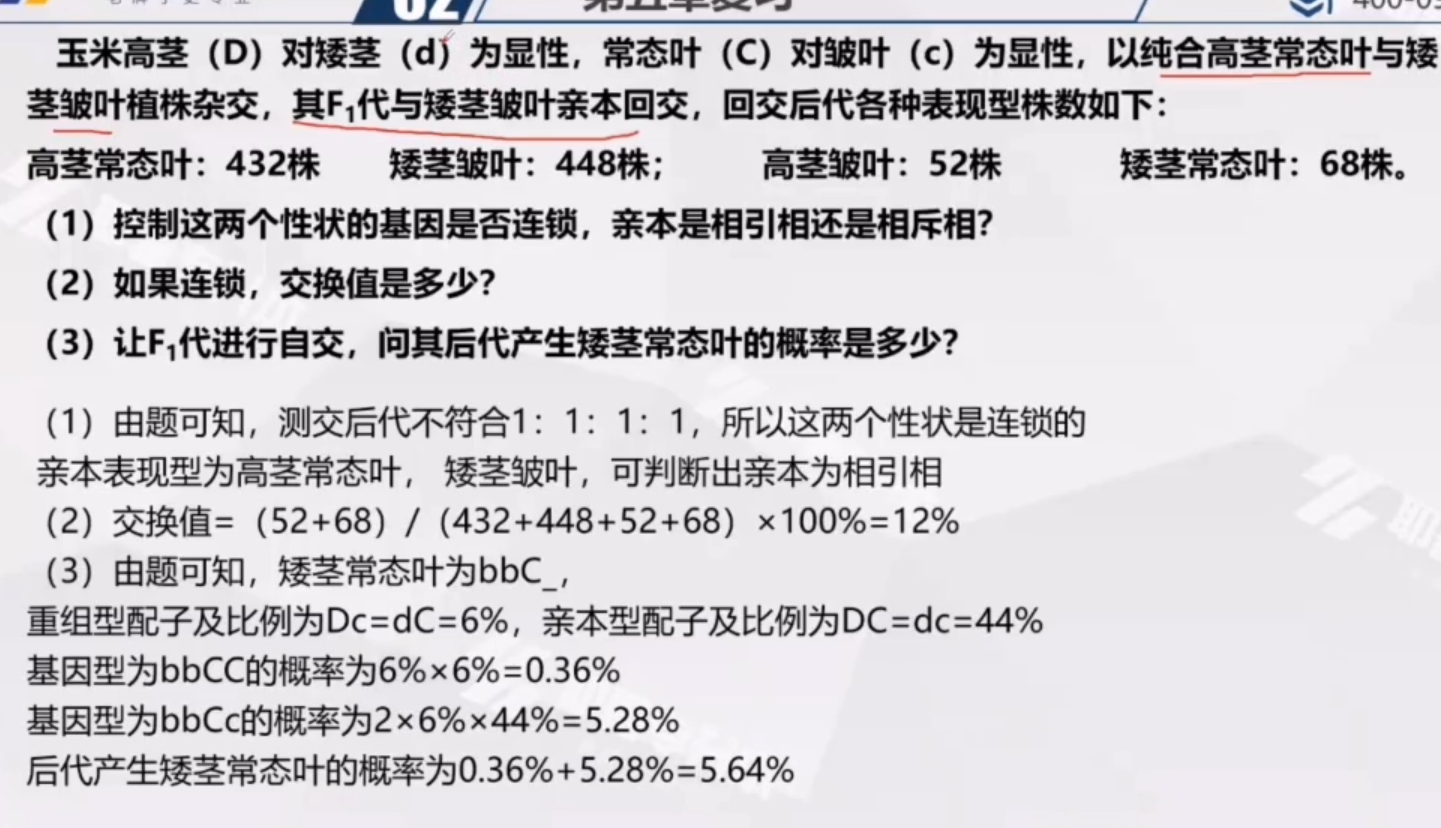 02
第五章复习
玉米高茎（D）对矮茎（d）为显性，常态叶（C）对皱叶（c）为显性，以纯合高茎常态叶与矮
茎皱叶植株杂交，其F₁代与矮茎皱叶亲本回交，回交后代各种表现型株数如下：
高茎常态叶：432株 矮茎皱叶：448株； 高茎皱叶：52株 矮茎常态叶：68株。
（1）控制这两个性状的基因是否连锁，亲本是相引相还是相斥相？
（2）如果连锁，交换值是多少？
（3）让F₁代进行自交，问其后代产生矮茎常态叶的概率是多少？
（1）由题可知，测交后代不符合1：1：1：1，所以这两个性状是连锁的
亲本表现型为高茎常态叶， 矮茎皱叶，可判断出亲本为相引相
（2）交换值=（52+68）/（432+448+52+68）×100%=12%
（3）由题可知，矮茎常态叶为bbC_，
重组型配子及比例为Dc=dC=6%，亲本型配子及比例为DC=dc=44%
基因型为bbCC的概率为6%×6%=0.36%
基因型为bbCc的概率为2×6%×44%=5.28%
后代产生矮茎常态叶的概率为0.36%+5.28%=5.64%